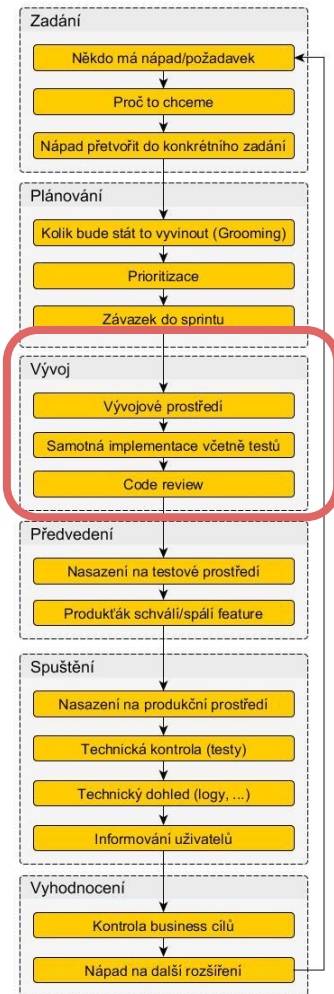 Zadání
Někdo má nápad/požadavek
Proč to chceme
Nápad přetvořit do konkrétního zadání
Plánování
Kolik bude stát to vyvinout (Grooming)
Prioritizace
Závazek do sprintu
Vývoj
Vývojové prostředí
Samotná implementace včetně testů
Code review
Předvedení
Nasazení na testové prostředí
Produkťák schválí/spálí feature
Spuštění
Nasazení na produkční prostředí
Technická kontrola (testy)
Technický dohled (logy, ...)
Informování uživatelů
Vyhodnocení
Kontrola business cílů
Nápad na další rozšíření